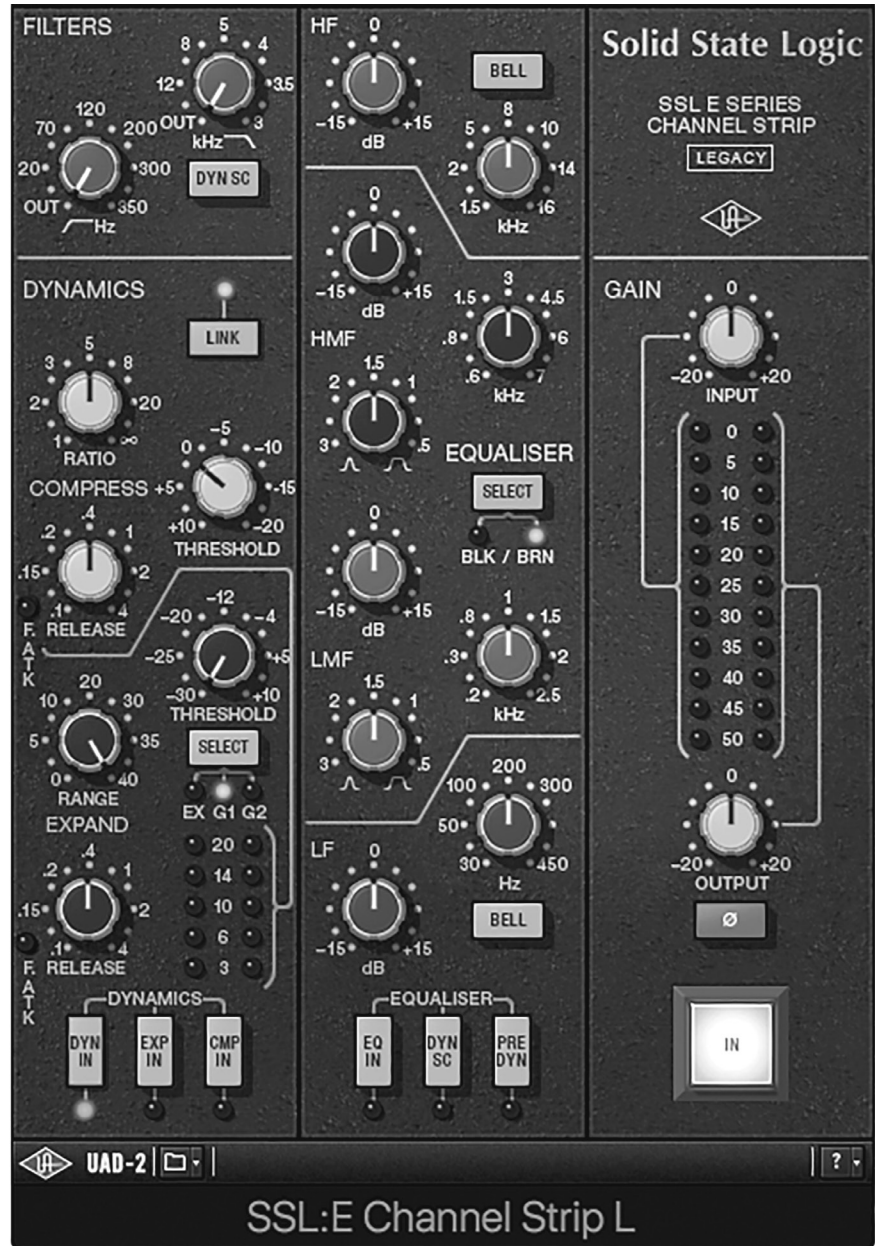 FILTERS
5
8 4
12 3.5
OUT 3
kHz
120
70 200
20 300
OUT 350
Hz
DYN SC
DYNAMICS
LINK
5
3 8
2 20
1 ∞
RATIO
COMPRESS
-5
0 -10
+5 -15
+10 -20
THRESHOLD
.4
.2 1
.15 2
.1 4
RELEASE
F.ATK
-12
-20 -4
-25 +5
-30 +10
THRESHOLD
20
10 30
5 35
0 40
RANGE
EXPAND
SELECT
EX G1 G2
20
14
10
6
3
.4
.2 1
.15 2
.1 4
RELEASE
F.ATK
DYNAMICS
DYN IN
EXP IN
CMP IN
HF
0
-15 +15
dB
BELL
8
5 10
2 14
1.5 16
kHz
0
-15 +15
dB
HMF
3
1.5 4.5
.8 6
.6 7
kHz
1.5
2 1
3 .5
EQUALISER
SELECT
BLK / BRN
0
-15 +15
dB
LMF
1
.8 1.5
.3 2
.2 2.5
kHz
1.5
2 1
3 .5
200
100 300
50
30 450
Hz
LF
0
-15 +15
dB
BELL
EQUALISER
EQ IN
DYN SC
PRE DYN
Solid State Logic
SSL E SERIES
CHANNEL STRIP
LEGACY
UA
GAIN
0
-20 +20
INPUT
0
5
10
15
20
25
30
35
40
45
50
0
-20 +20
OUTPUT
Ø
IN
UA UAD-2 ?
SSL:E Channel Strip L